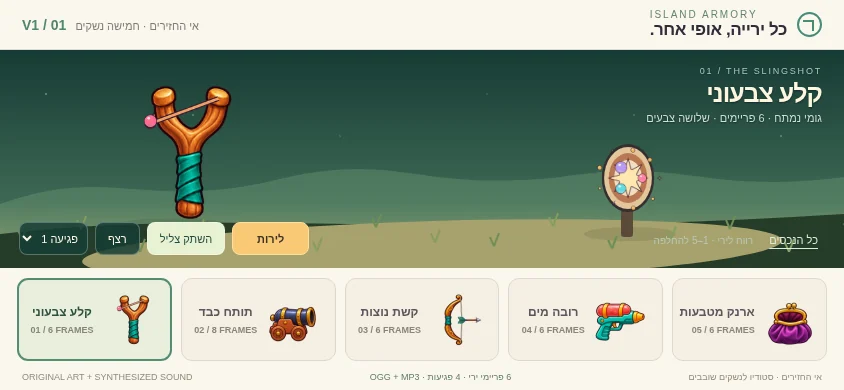 ISLAND ARMORY
כל ירייה, אופי אחר.
V1 / 01 אי החזירים · חמישה נשקים
01 / THE SLINGSHOT
קלע צבעוני
גומי נמתח · 6 פריימים · שלושה צבעים
לירות
השתק צליל
רצף
פגיעה 1
כל הנכסים
רווח לירי · 1–5 להחלפה
קלע צבעוני
01 / 6 FRAMES
תותח כבד
02 / 8 FRAMES
קשת נוצות
03 / 6 FRAMES
רובה מים
04 / 6 FRAMES
ארנק מטבעות
05 / 6 FRAMES
ORIGINAL ART + SYNTHESIZED SOUND
6 פריימי ירי · 4 פגיעות · OGG + MP3
אי החזירים · סטודיו לנשקים שובבים